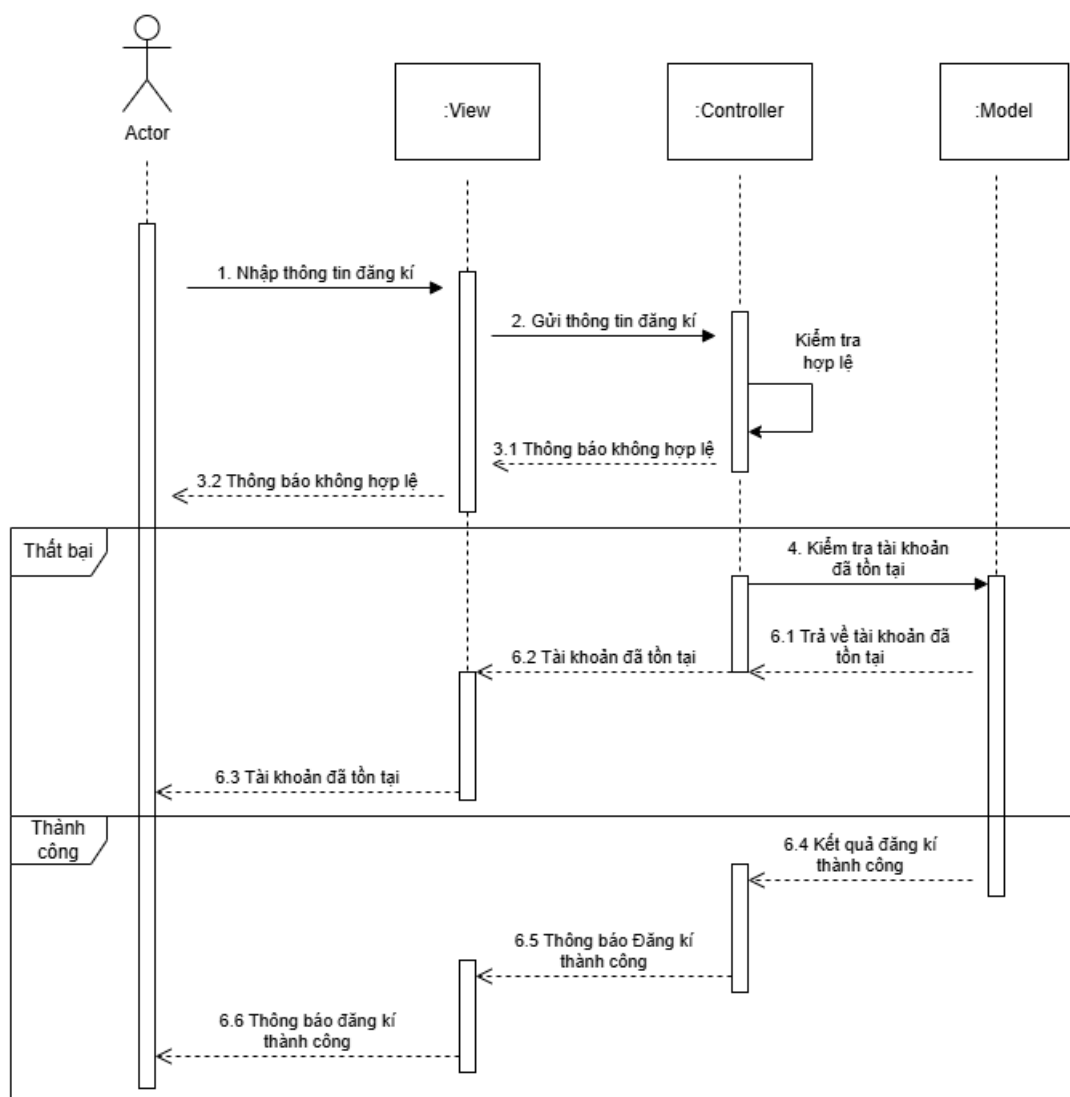 Actor
:View
:Controller
:Model
1. Nhập thông tin đăng kí
2. Gửi thông tin đăng kí
Kiểm tra
hợp lệ
3.1 Thông báo không hợp lệ
3.2 Thông báo không hợp lệ
Thất bại
4. Kiểm tra tài khoản
đã tồn tại
6.1 Trả về tài khoản đã
tồn tại
6.2 Tài khoản đã tồn tại
6.3 Tài khoản đã tồn tại
Thành
công
6.4 Kết quả đăng kí
thành công
6.5 Thông báo Đăng kí
thành công
6.6 Thông báo đăng kí
thành công